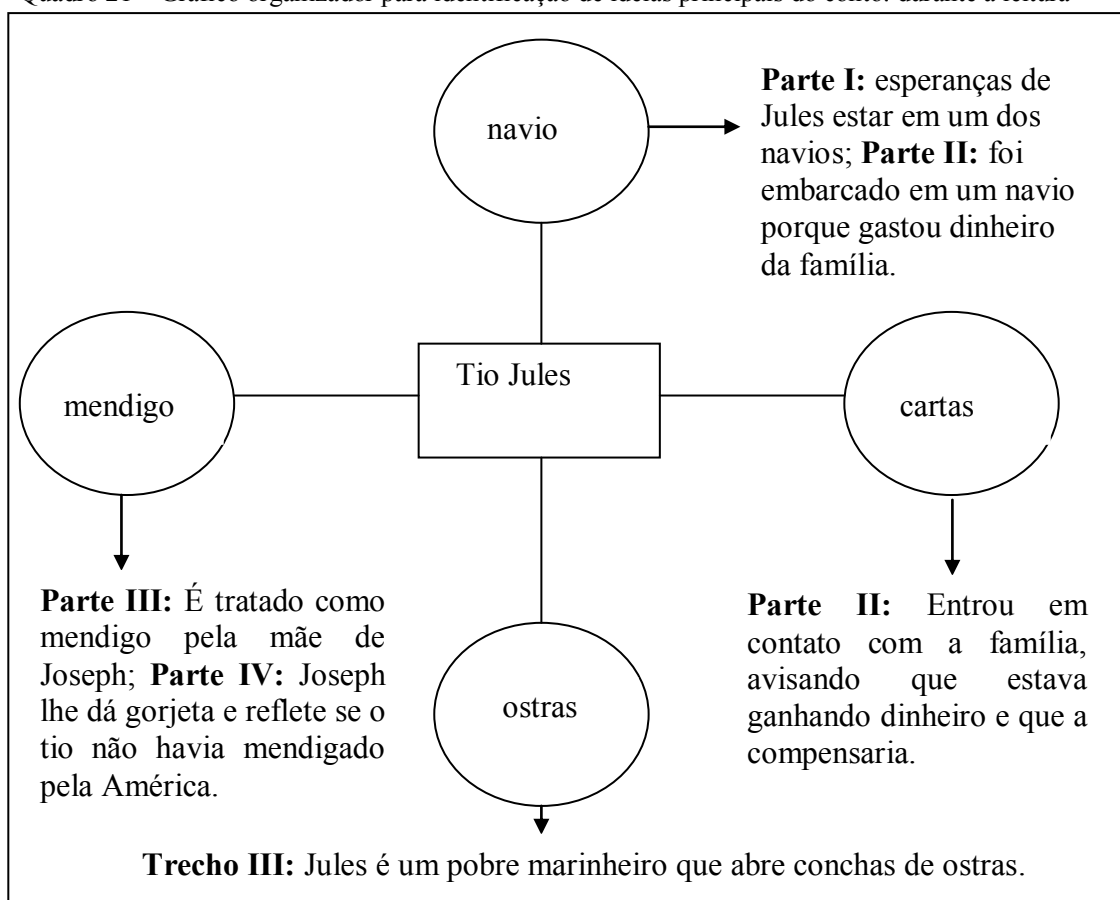 Quadro 21 – Gráfico organizador para identificação de ideias principais do conto: durante a leitura
navio
Parte I: esperanças de
Jules estar em um dos
navios; Parte II: foi
embarcado em um navio
porque gastou dinheiro
da família.
mendigo
Tio Jules
cartas
Parte III: É tratado como
mendigo pela mãe de
Joseph; Parte IV: Joseph
lhe dá gorjeta e reflete se o
tio não havia mendigado
pela América.
ostras
Parte II: Entrou em
contato com a família,
avisando que estava
ganhando dinheiro e que a
compensaria.
Trecho III: Jules é um pobre marinheiro que abre conchas de ostras.